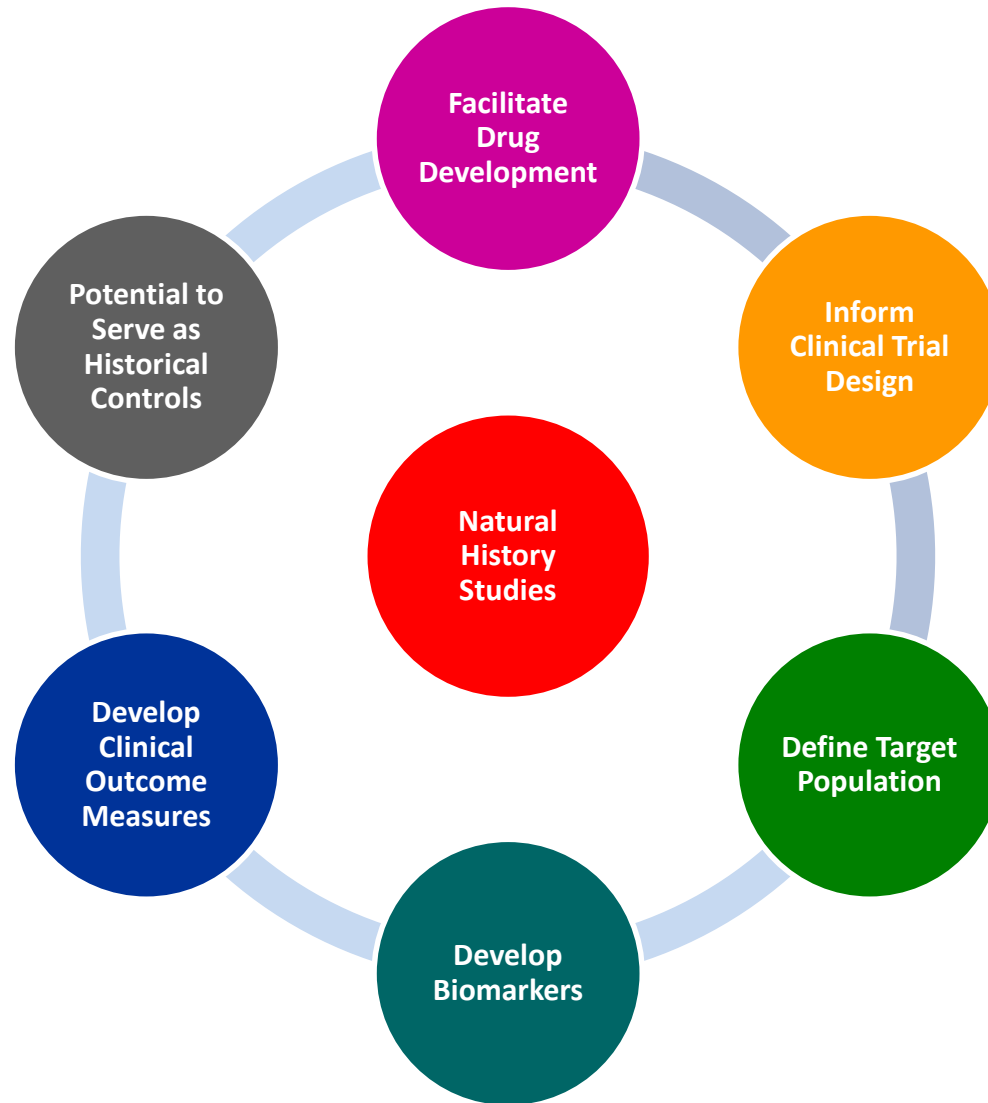 Facilitate
Drug
Development
Potential to
Serve as
Historical
Controls
Inform
Clinical Trial
Design
Natural
History
Studies
Develop
Clinical
Outcome
Measures
Define Target
Population
Develop
Biomarkers